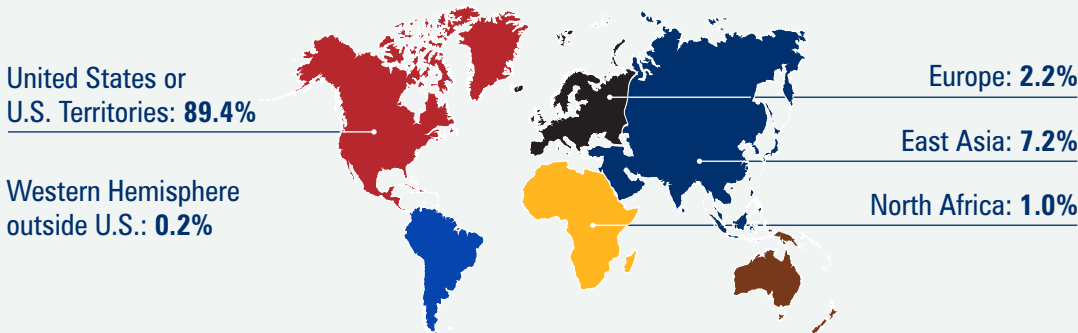 United States or
U.S. Territories: 89.4%
Western Hemisphere
outside U.S.: 0.2%
Europe: 2.2%
East Asia: 7.2%
North Africa: 1.0%